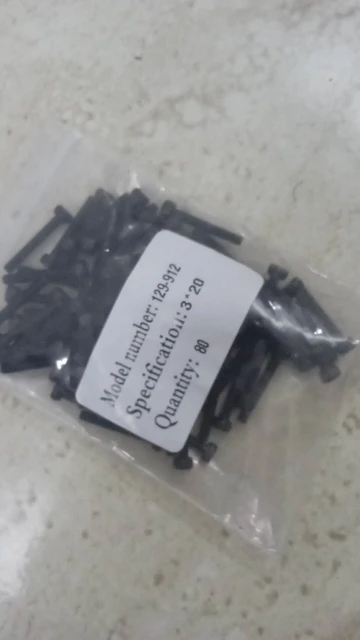 Model number: 129-912
Specification: 3*20
Quantity: 80